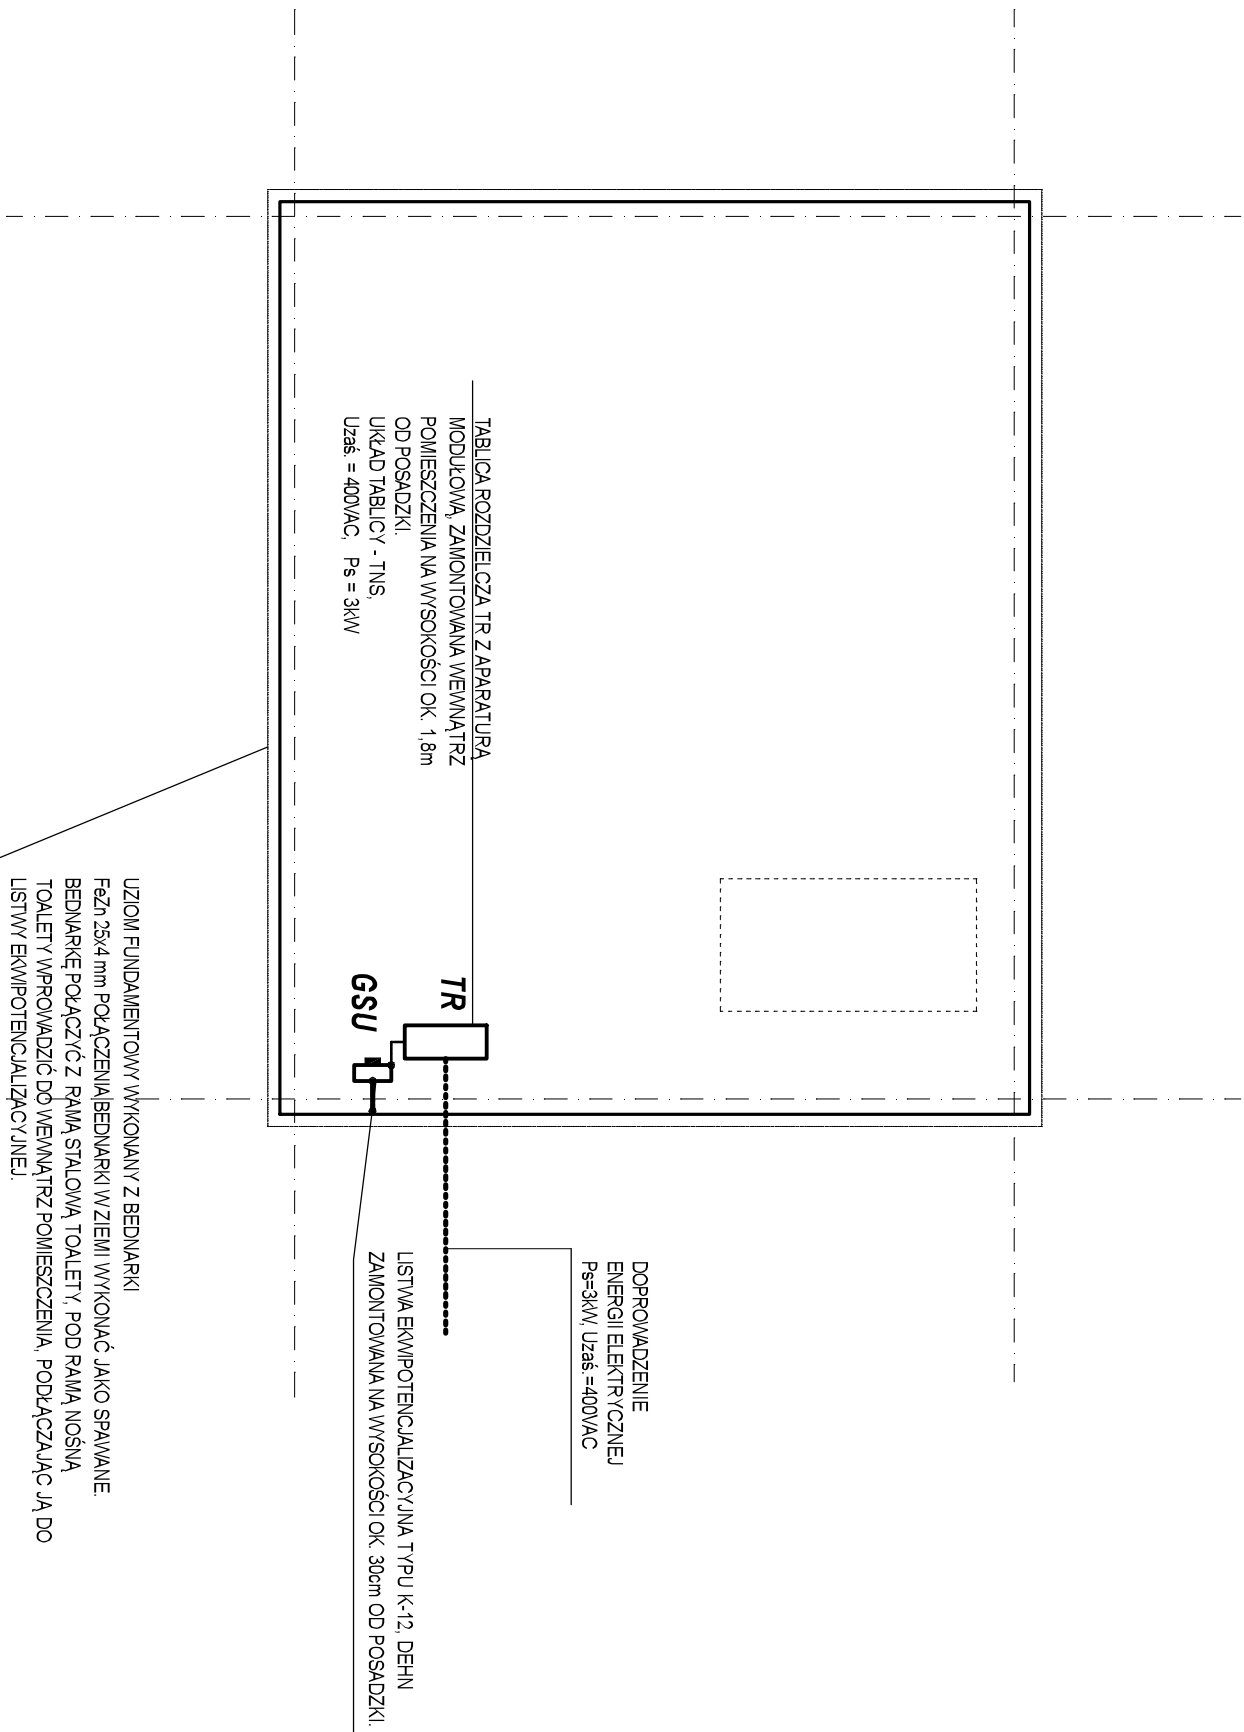 TABLICA ROZDZIELCZA TR Z APARATURĄ
MODUŁOWĄ, ZAMONTOWANA WEWNĄTRZ
POMIESZCZENIA NA WYSOKOŚCI OK. 1,8m
OD POSADZKI.
UKŁAD TABLICY - TNS,
Uzaś. = 400VAC, Ps = 3kW
TR
GSU
DOPROWADZENIE
ENERGII ELEKTRYCZNEJ
Ps=3kW, Uzaś.=400VAC
LISTWA EKWIPOTENCJALIZACYJNA TYPU K-12, DEHN
ZAMONTOWANA NA WYSOKOŚCI OK. 30cm OD POSADZKI.
UZIOM FUNDAMENTOWY WYKONANY Z BEDNARKI
FeZn 25x4 mm POŁĄCZENIA BEDNARKI W ZIEMI WYKONAĆ JAKO SPAWANE.
BEDNARKĘ POŁĄCZYĆ Z RAMĄ STALOWĄ TOALETY, POD RAMĄ NOŚNĄ
TOALETY WPROWADZIĆ DO WEWNĄTRZ POMIESZCZENIA, PODŁĄCZAJĄC JĄ DO
LISTWY EKWIPOTENCJALIZACYJNEJ.